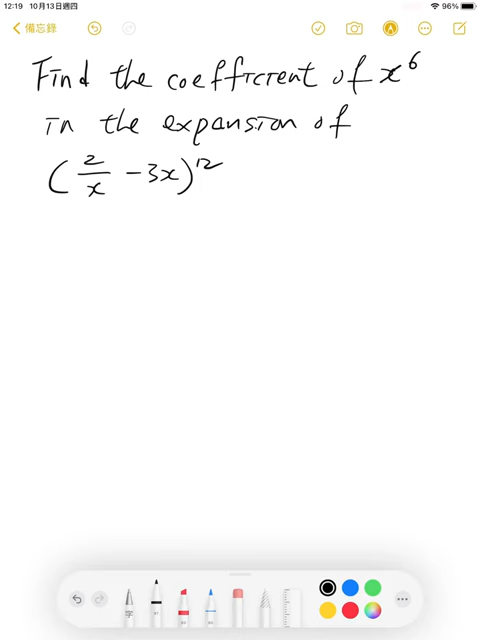 12:19 10月13日週四
96%
備忘錄
Find the coefficient of x⁶
in the expansion of
(2/x - 3x)¹²